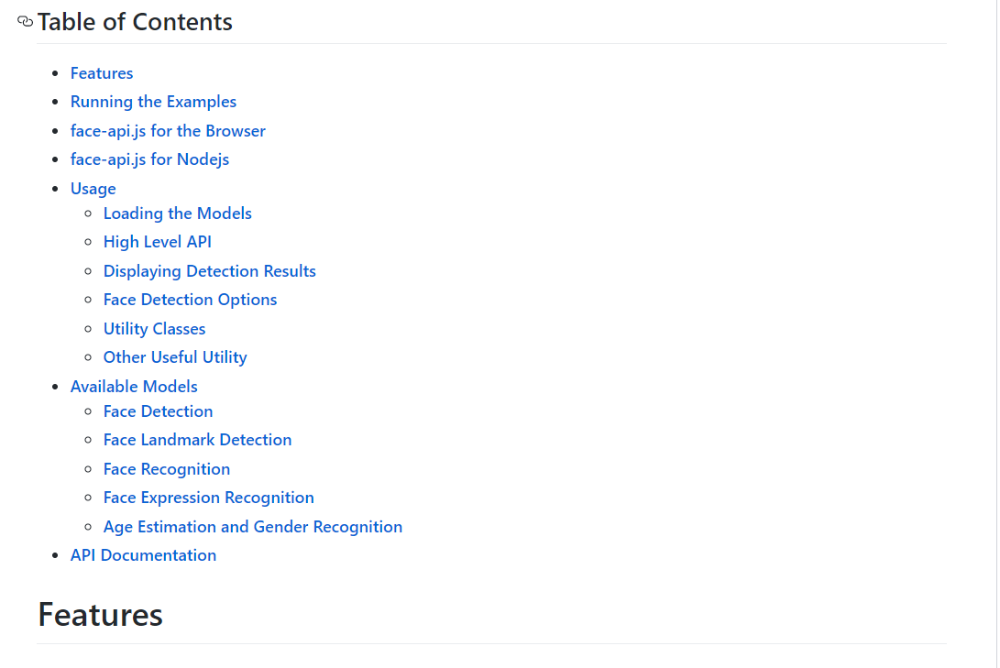 Table of Contents
Features
Running the Examples
face-api.js for the Browser
face-api.js for Nodejs
Usage
Loading the Models
High Level API
Displaying Detection Results
Face Detection Options
Utility Classes
Other Useful Utility
Available Models
Face Detection
Face Landmark Detection
Face Recognition
Face Expression Recognition
Age Estimation and Gender Recognition
API Documentation
Features